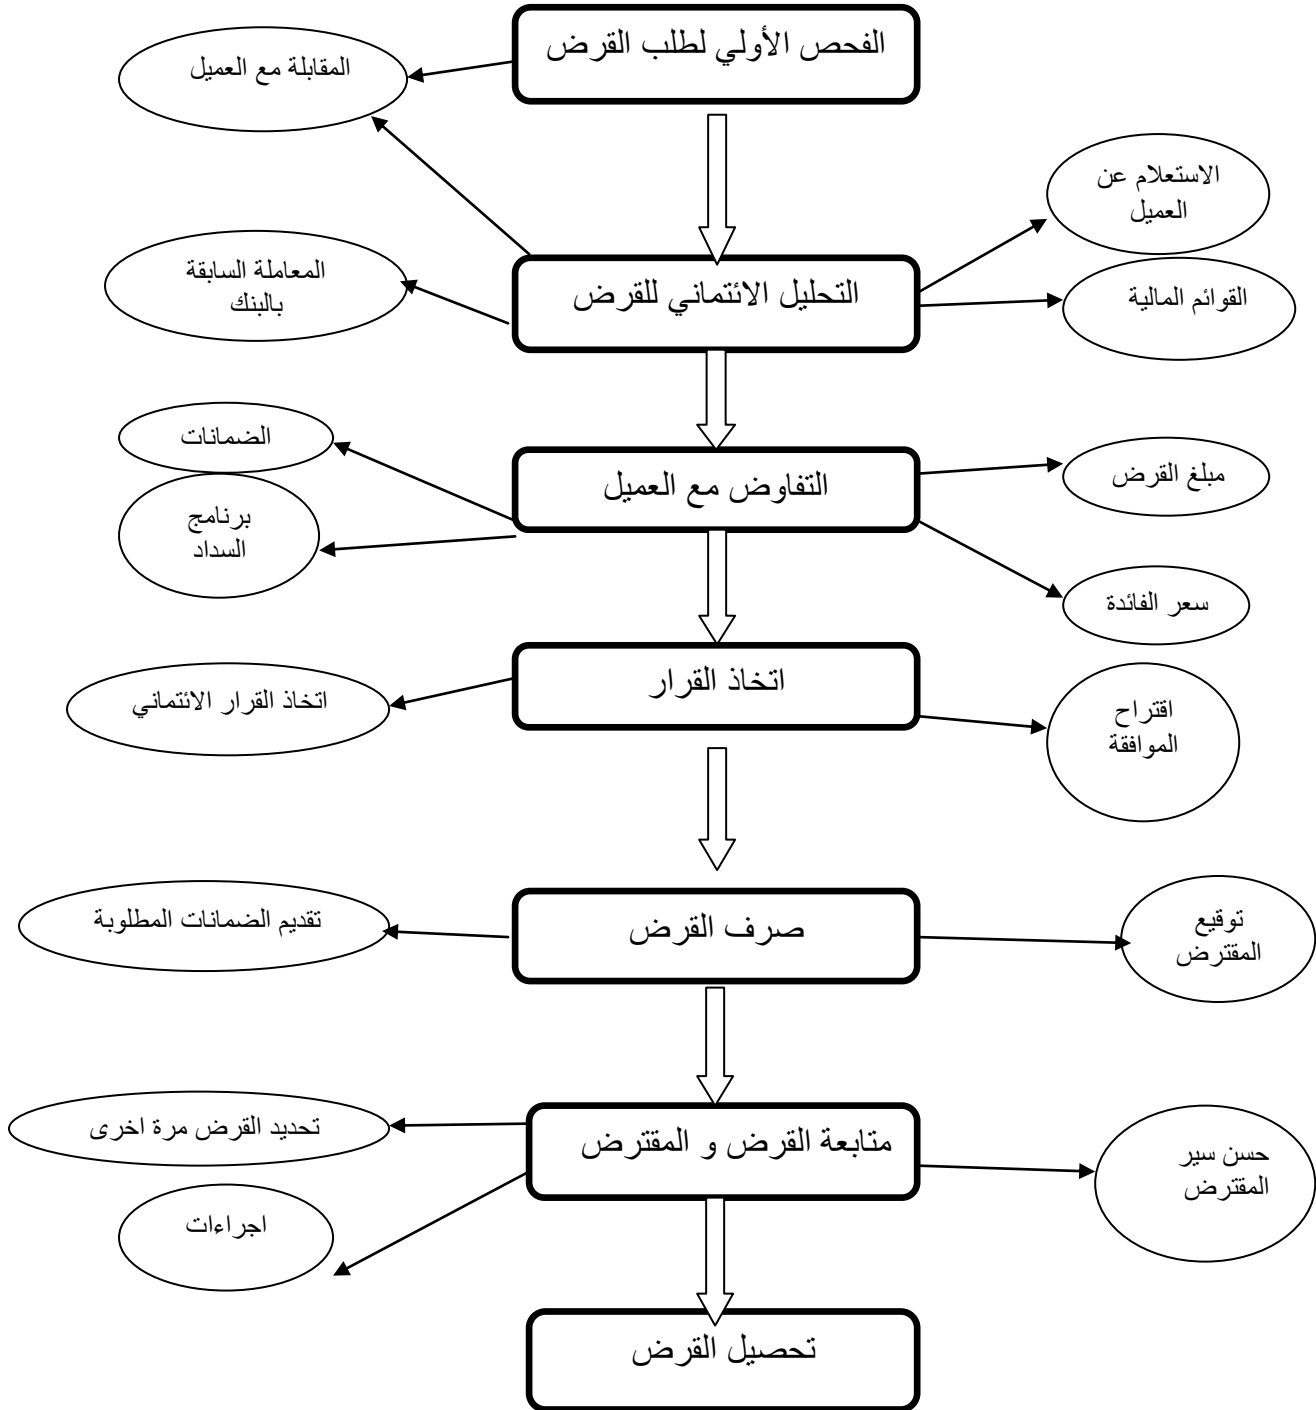 الفحص الأولي لطلب القرض
المقابلة مع العميل
الاستعلام عن
العميل
التحليل الائتماني للقرض
المعاملة السابقة
بالبنك
القوائم المالية
الضمانات
التفاوض مع العميل
مبلغ القرض
برنامج
السداد
سعر الفائدة
اتخاذ القرار
اتخاذ القرار الائتماني
اقتراح
الموافقة
صرف القرض
تقديم الضمانات المطلوبة
توقيع
المقترض
متابعة القرض و المقترض
تحديد القرض مرة اخرى
حسن سير
المقترض
اجراءات
تحصيل القرض